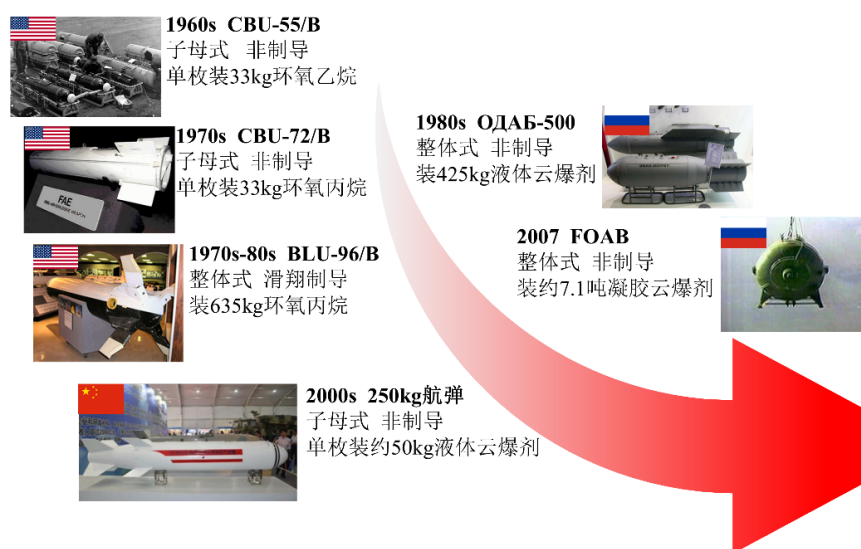 1960s CBU-55/B
子母式 非制导
单枚装33kg环氧乙烷
1970s CBU-72/B
子母式 非制导
单枚装33kg环氧丙烷
FAE
1970s-80s BLU-96/B
整体式 滑翔制导
装635kg环氧丙烷
2000s 250kg航弹
子母式 非制导
单枚装约50kg液体云爆剂
1980s ОДАБ-500
整体式 非制导
装425kg液体云爆剂
2007 FOAB
整体式 非制导
装约7.1吨凝胶云爆剂